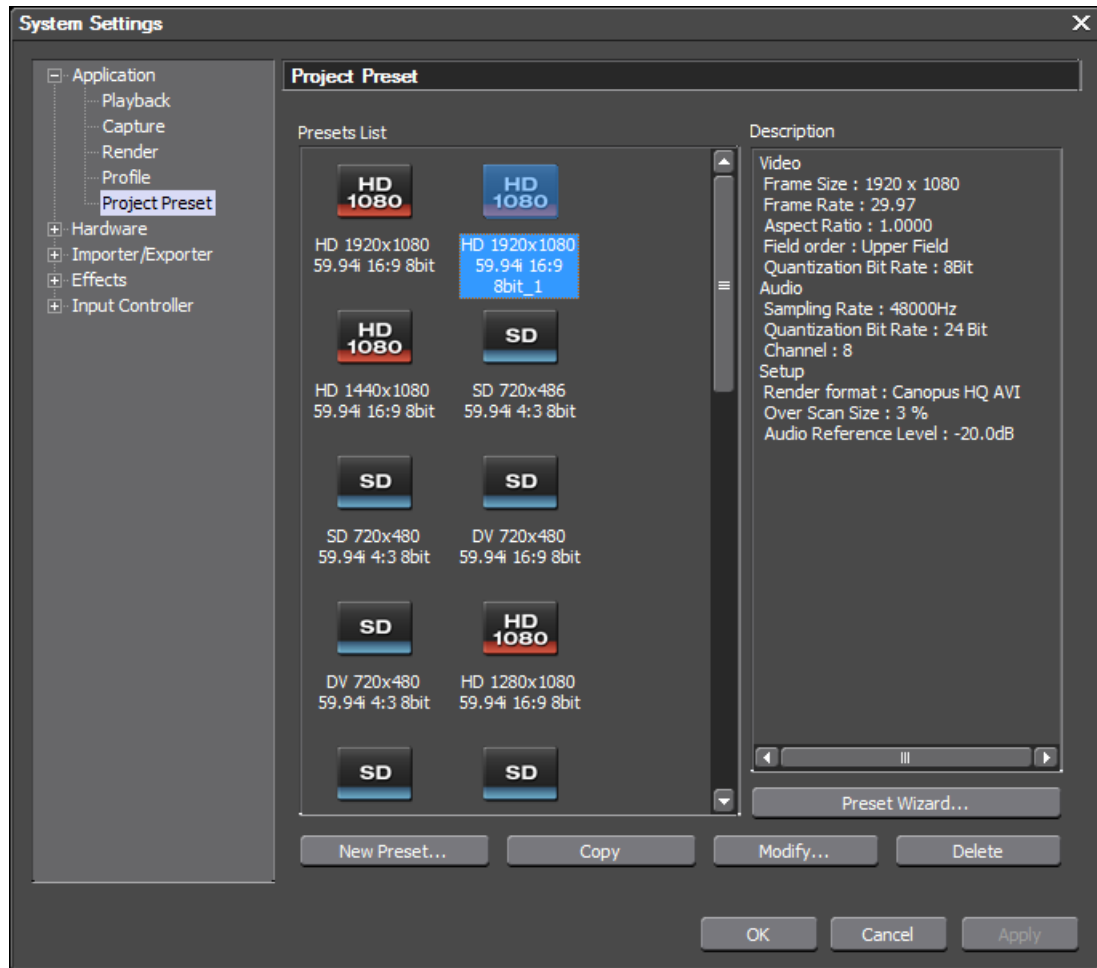 System Settings
X
Application
Playback
Capture
Render
Profile
Project Preset
Hardware
Importer/Exporter
Effects
Input Controller
Project Preset
Presets List
HD
1080
HD 1920x1080
59.94i 16:9 8bit
HD
1080
HD 1920x1080
59.94i 16:9
8bit_1
HD
1080
HD 1440x1080
59.94i 16:9 8bit
SD
SD 720x486
59.94i 4:3 8bit
SD
SD 720x480
59.94i 4:3 8bit
SD
DV 720x480
59.94i 16:9 8bit
SD
DV 720x480
59.94i 4:3 8bit
HD
1080
HD 1280x1080
59.94i 16:9 8bit
SD
SD
Description
Video
Frame Size : 1920 x 1080
Frame Rate : 29.97
Aspect Ratio : 1.0000
Field order : Upper Field
Quantization Bit Rate : 8Bit
Audio
Sampling Rate : 48000Hz
Quantization Bit Rate : 24 Bit
Channel : 8
Setup
Render format : Canopus HQ AVI
Over Scan Size : 3 %
Audio Reference Level : -20.0dB
Preset Wizard...
New Preset...
Copy
Modify...
Delete
OK
Cancel
Apply